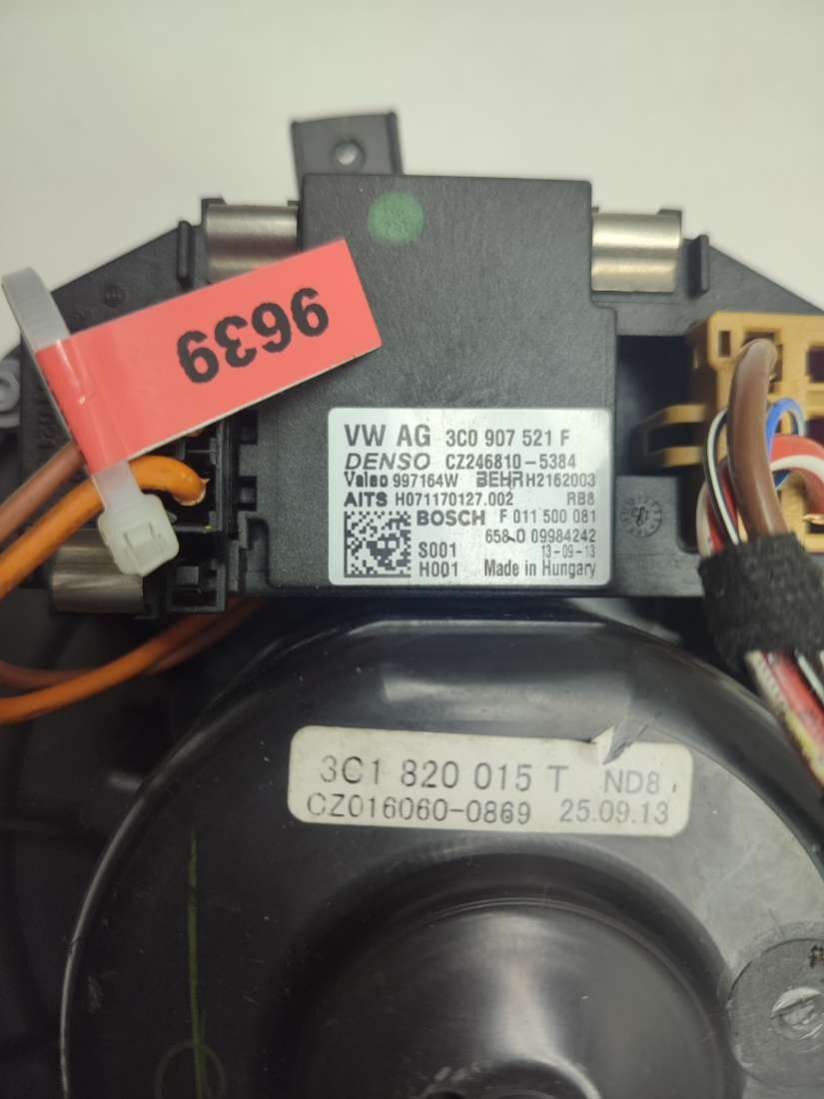 9639
VW AG 3C0 907 521 F
DENSO CZ246810-5384
Valeo 997164W BEHR H2162003
AITS H071170127.002 RB8
BOSCH F 011 500 081
658-0 09984242
S001 13-09-13
H001 Made in Hungary
3C1 820 015 T ND8
CZ016060-0869 25.09.13